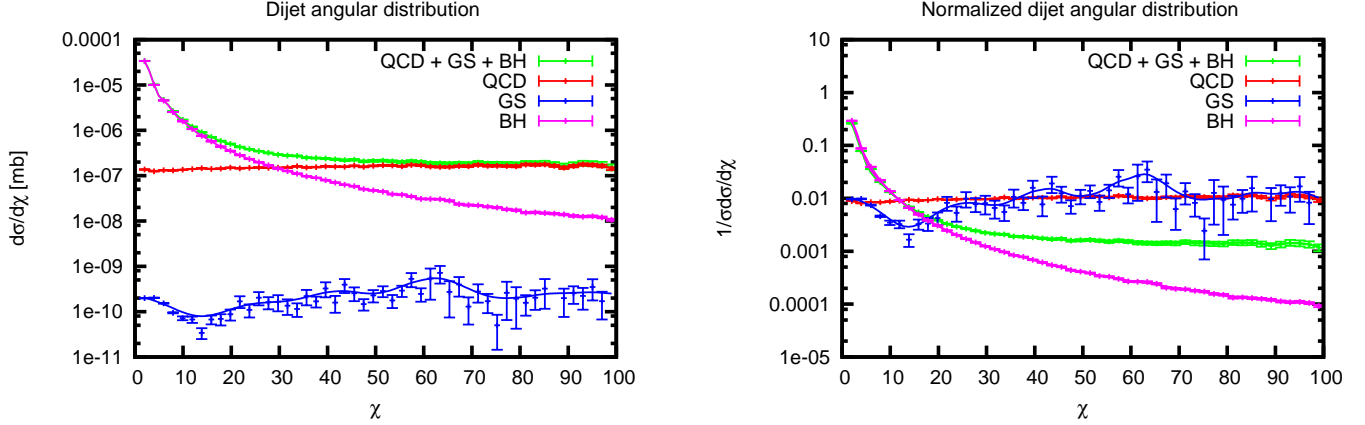 Dijet angular distribution
dσ/dχ [mb]
0.0001
1e-05
1e-06
1e-07
1e-08
1e-09
1e-10
1e-11
QCD + GS + BH
QCD
GS
BH
0 10 20 30 40 50 60 70 80 90 100
χ
Normalized dijet angular distribution
1/σdσ/dχ
10
1
0.1
0.01
0.001
0.0001
1e-05
QCD + GS + BH
QCD
GS
BH
0 10 20 30 40 50 60 70 80 90 100
χ